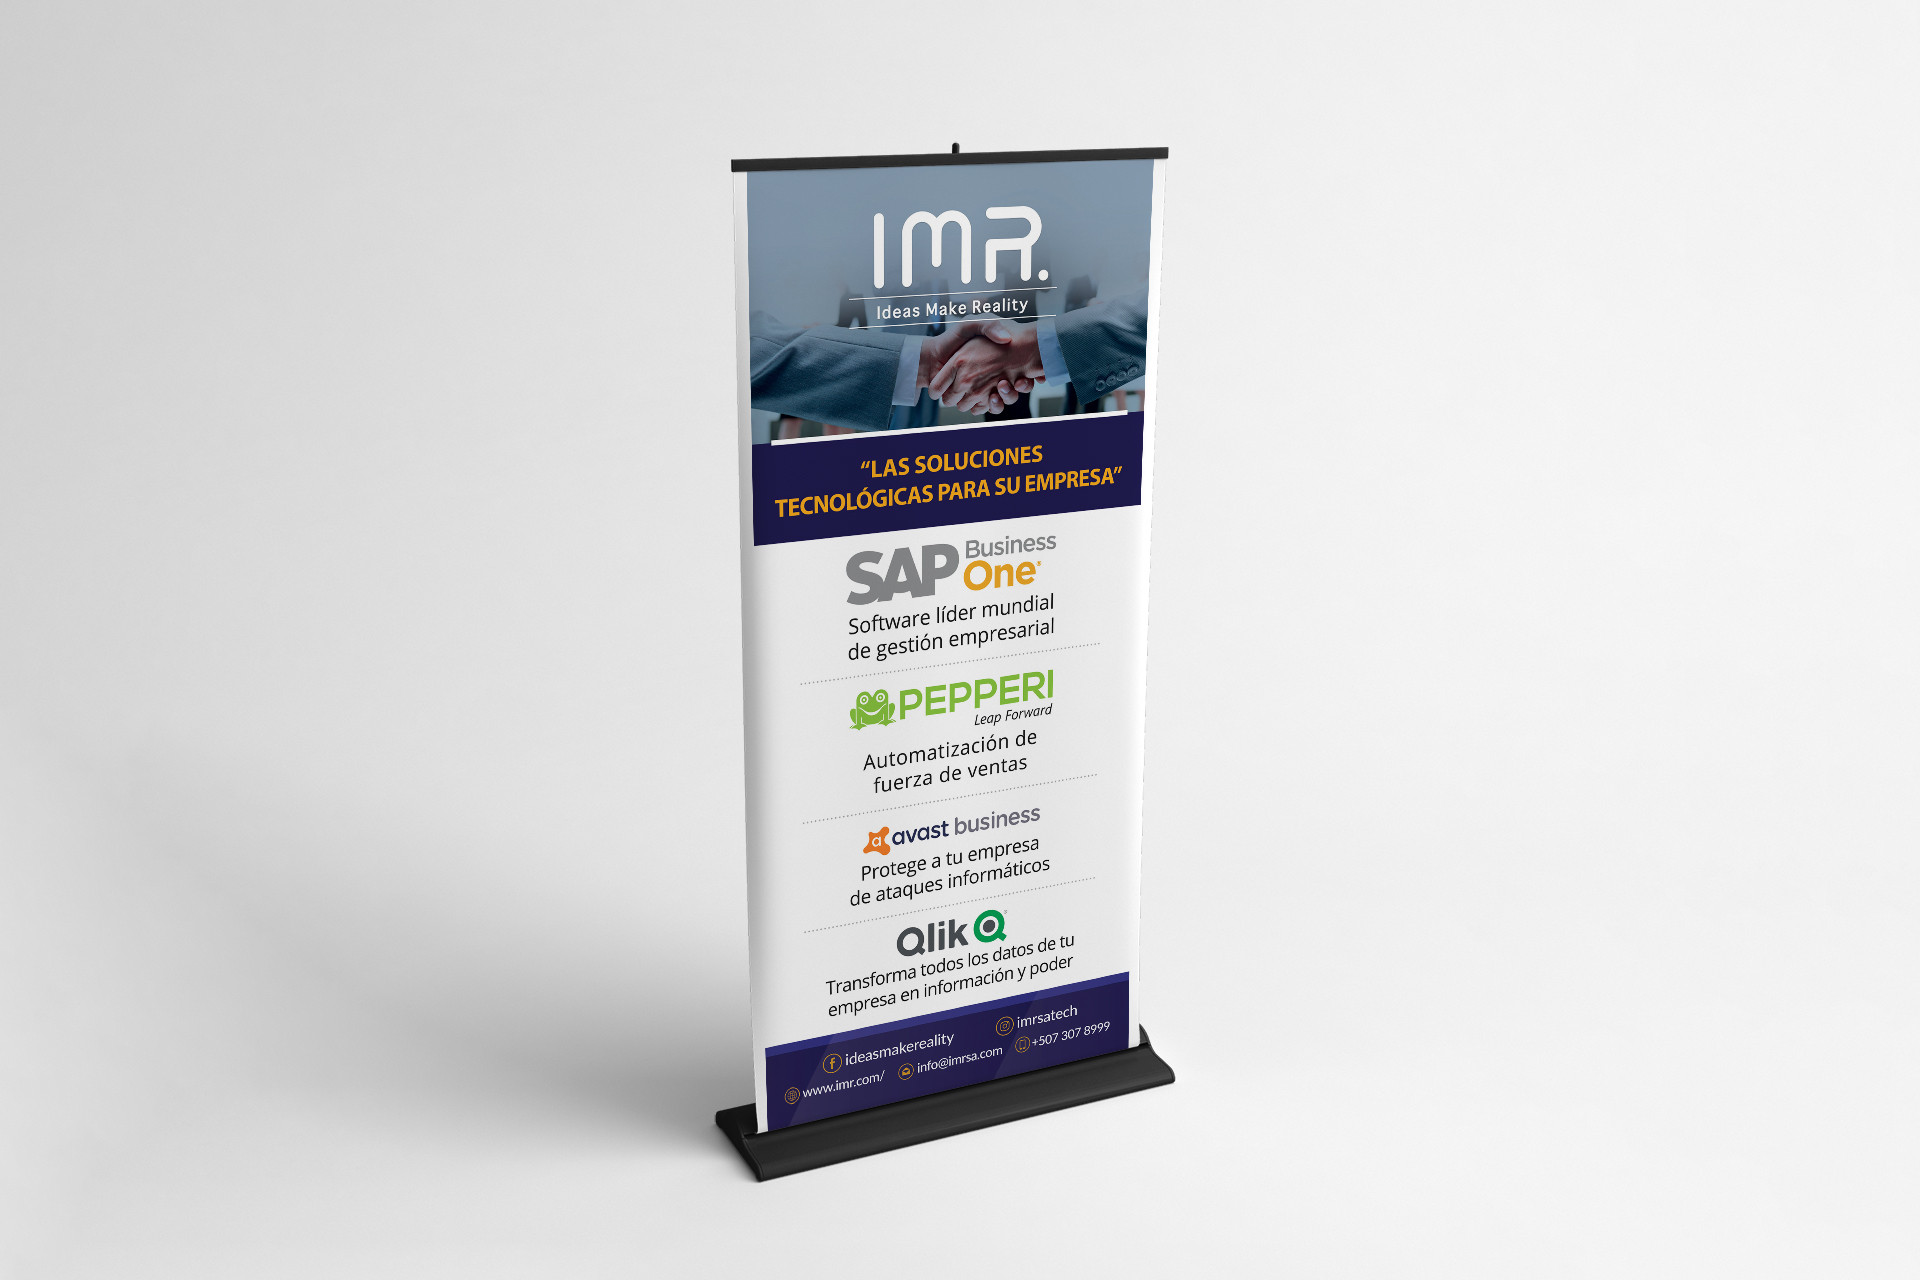 IMR.
Ideas Make Reality
“LAS SOLUCIONES
TECNOLÓGICAS PARA SU EMPRESA”
SAP Business One®
Software líder mundial
de gestión empresarial
PEPPERI
Leap Forward
Automatización de
fuerza de ventas
a avast business
Protege a tu empresa
de ataques informáticos
Qlik
Transforma todos los datos de tu
empresa en información y poder
f ideasmakereality imrsatech
www.imr.com/ info@imrsa.com +507 307 8999